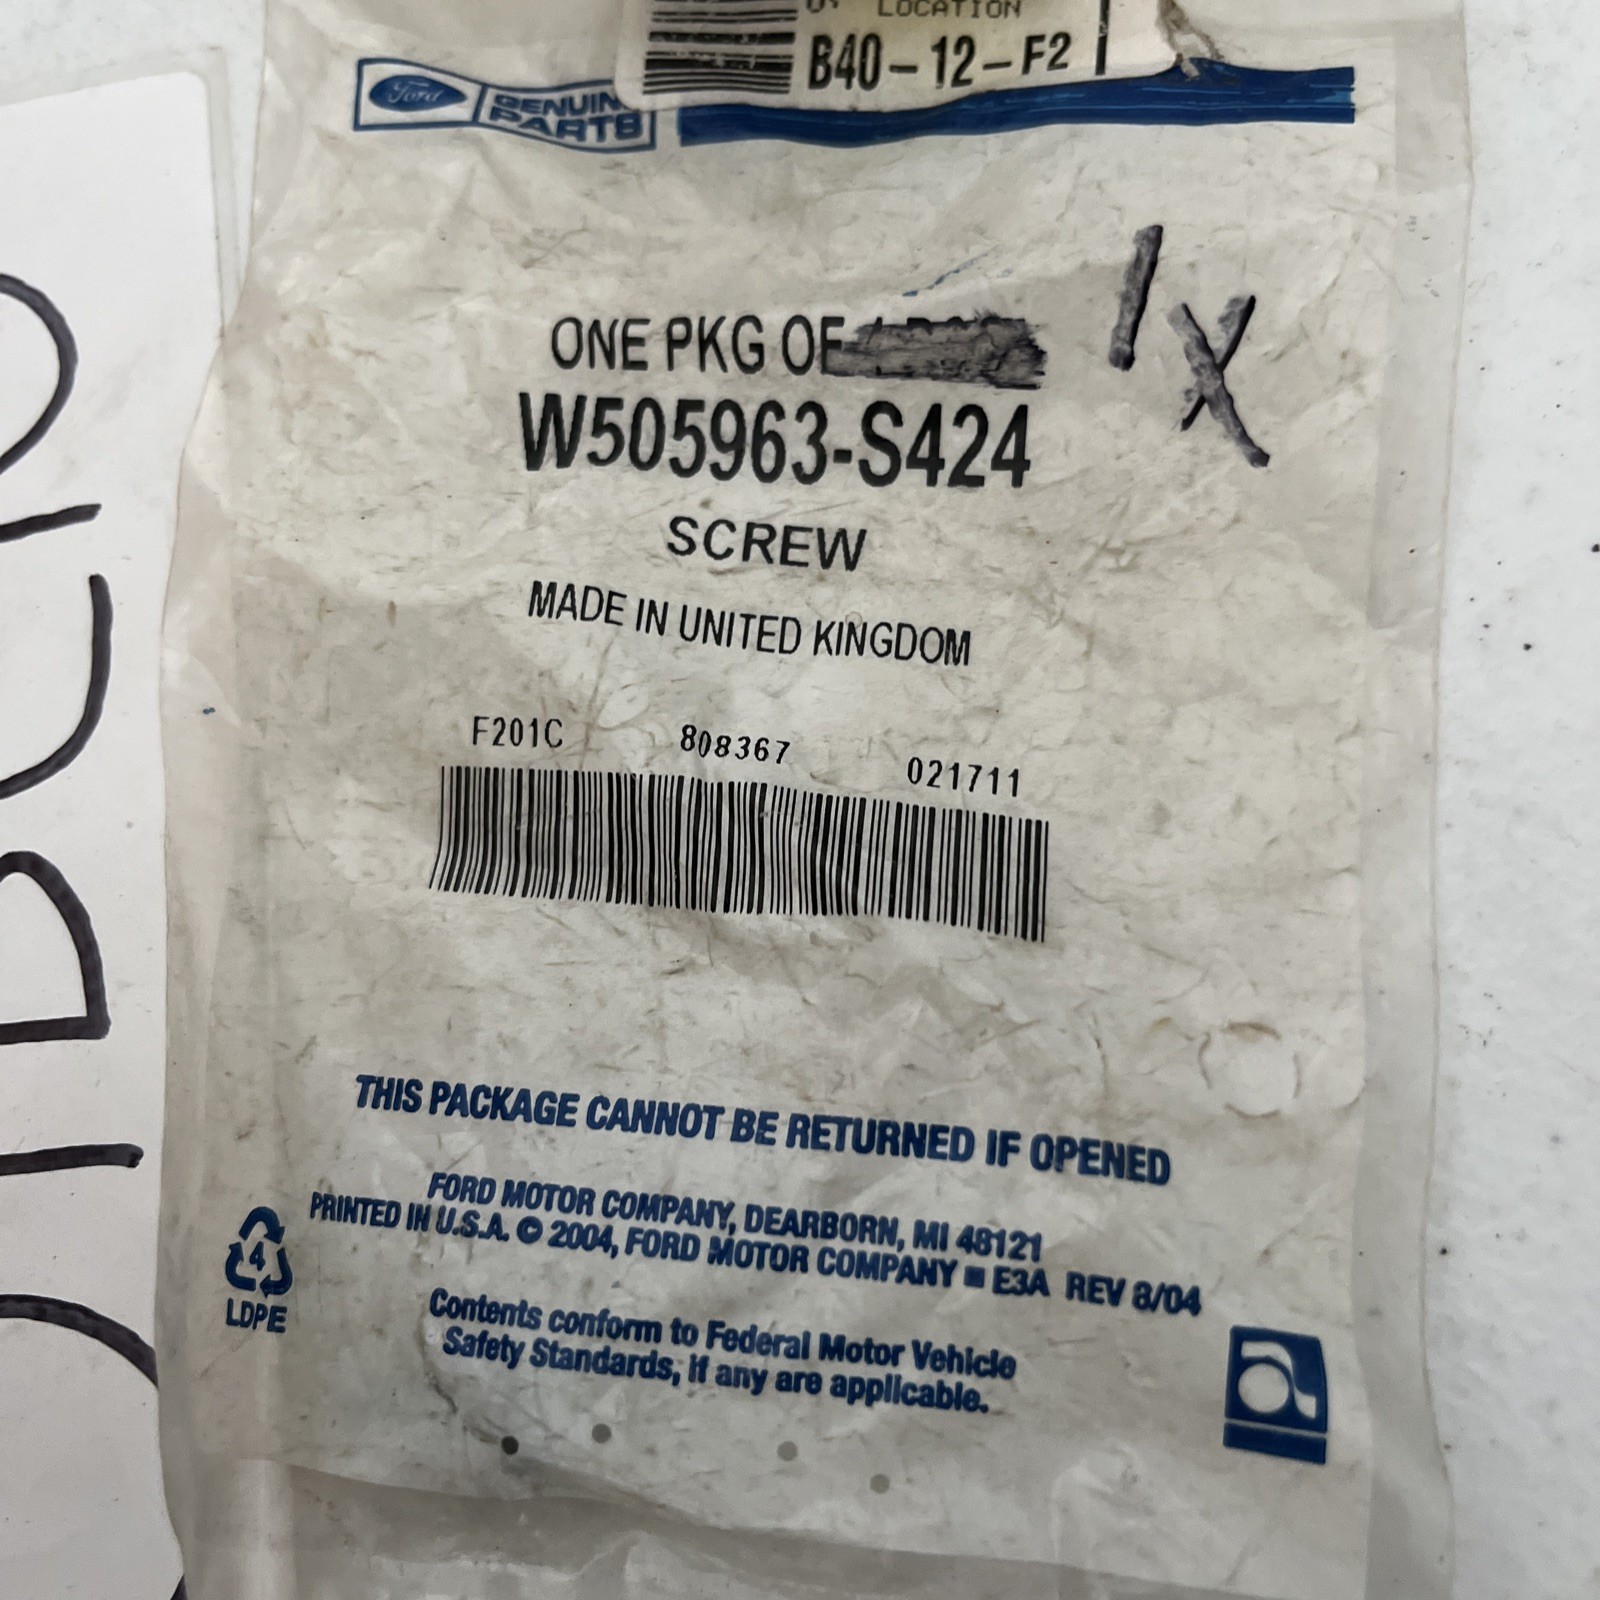 LOCATION
B40-12-F2
Ford
GENUINE
PARTS
1X
ONE PKG OF
W505963-S424
SCREW
MADE IN UNITED KINGDOM
F201C 808367 021711
THIS PACKAGE CANNOT BE RETURNED IF OPENED
FORD MOTOR COMPANY, DEARBORN, MI 48121
PRINTED IN U.S.A. © 2004, FORD MOTOR COMPANY ■ E3A REV 8/04
4
LDPE
Contents conform to Federal Motor Vehicle
Safety Standards, if any are applicable.
a